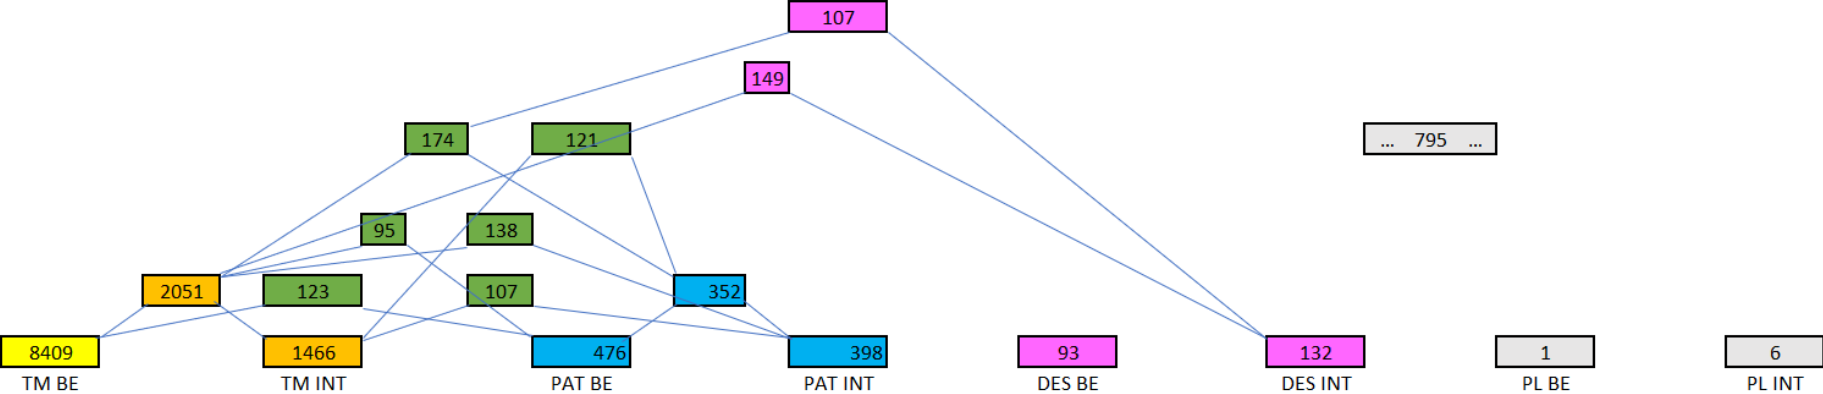 107
149
174 121 ... 795 ...
95 138
2051 123 107 352
8409 1466 476 398 93 132 1 6
TM BE TM INT PAT BE PAT INT DES BE DES INT PL BE PL INT